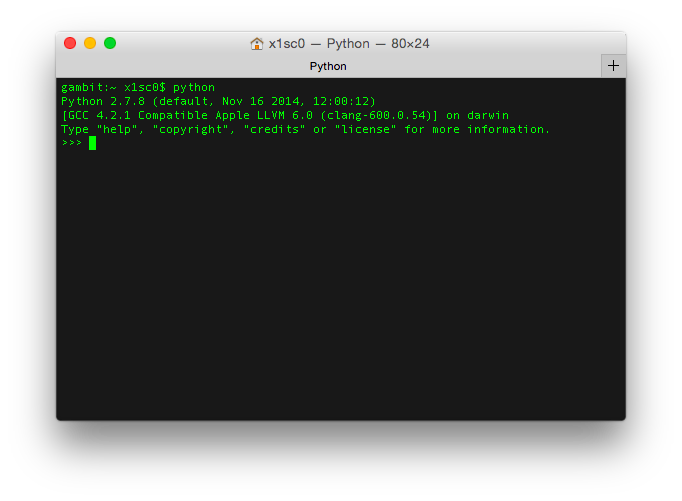 x1sc0 — Python — 80×24
Python
gambit:~ x1sc0$ python
Python 2.7.8 (default, Nov 16 2014, 12:00:12)
[GCC 4.2.1 Compatible Apple LLVM 6.0 (clang-600.0.54)] on darwin
Type "help", "copyright", "credits" or "license" for more information.
>>>